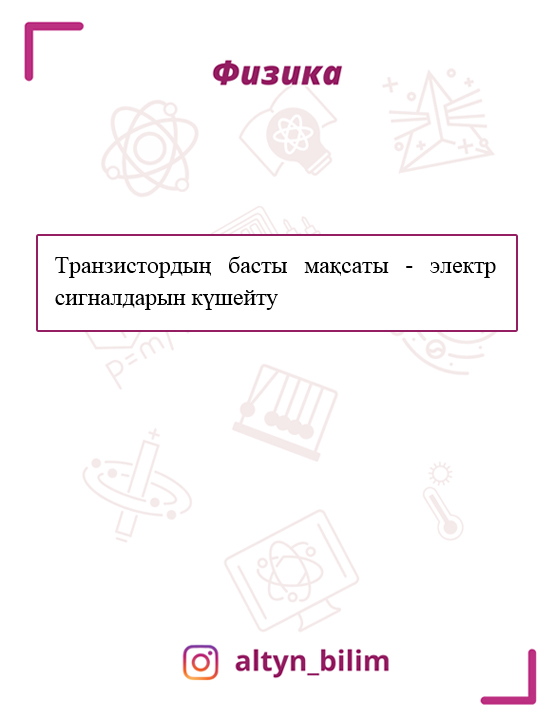 Физика
Транзистордың басты мақсаты - электр
сигналдарын күшейту
p=m/
altyn_bilim